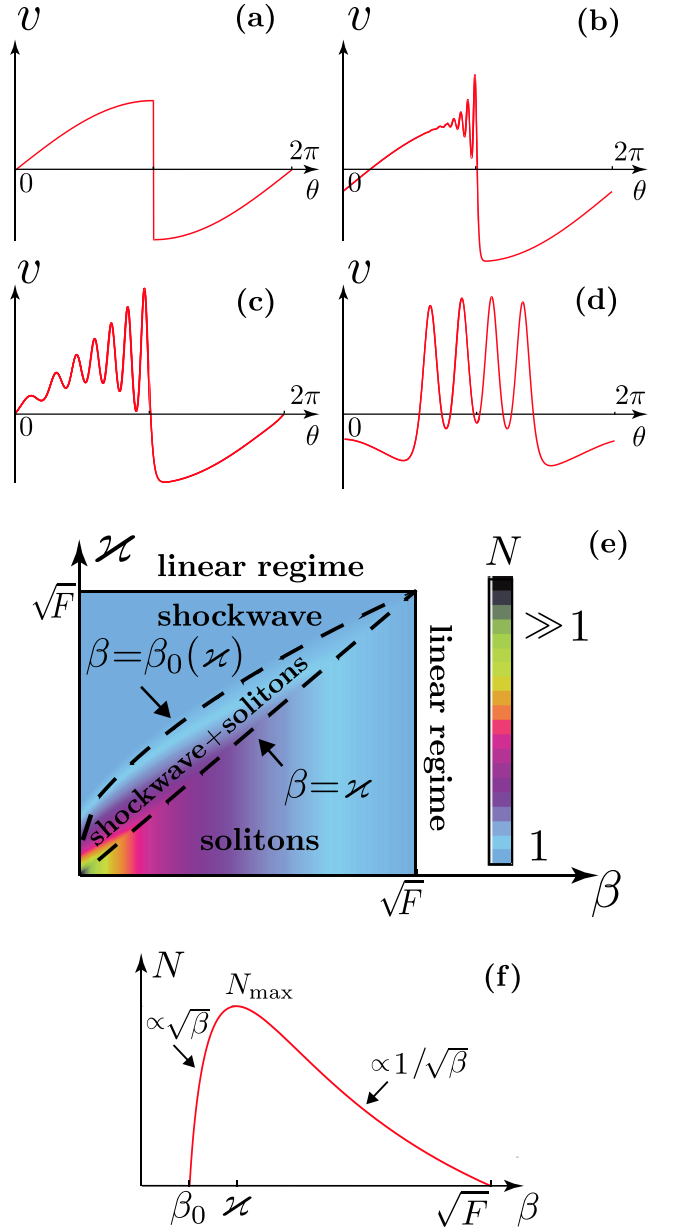 υ (a)
2π
0 θ
υ (b)
2π
0 θ
υ (c)
2π
0 θ
υ (d)
2π
0 θ
ϰ linear regime N (e)
√F shockwave
≫1
β=β₀(ϰ)
shockwave+solitons
linear regime
β=ϰ
solitons
1
√F β
N (f)
N_max
∝√β
∝1/√β
β₀ ϰ √F β